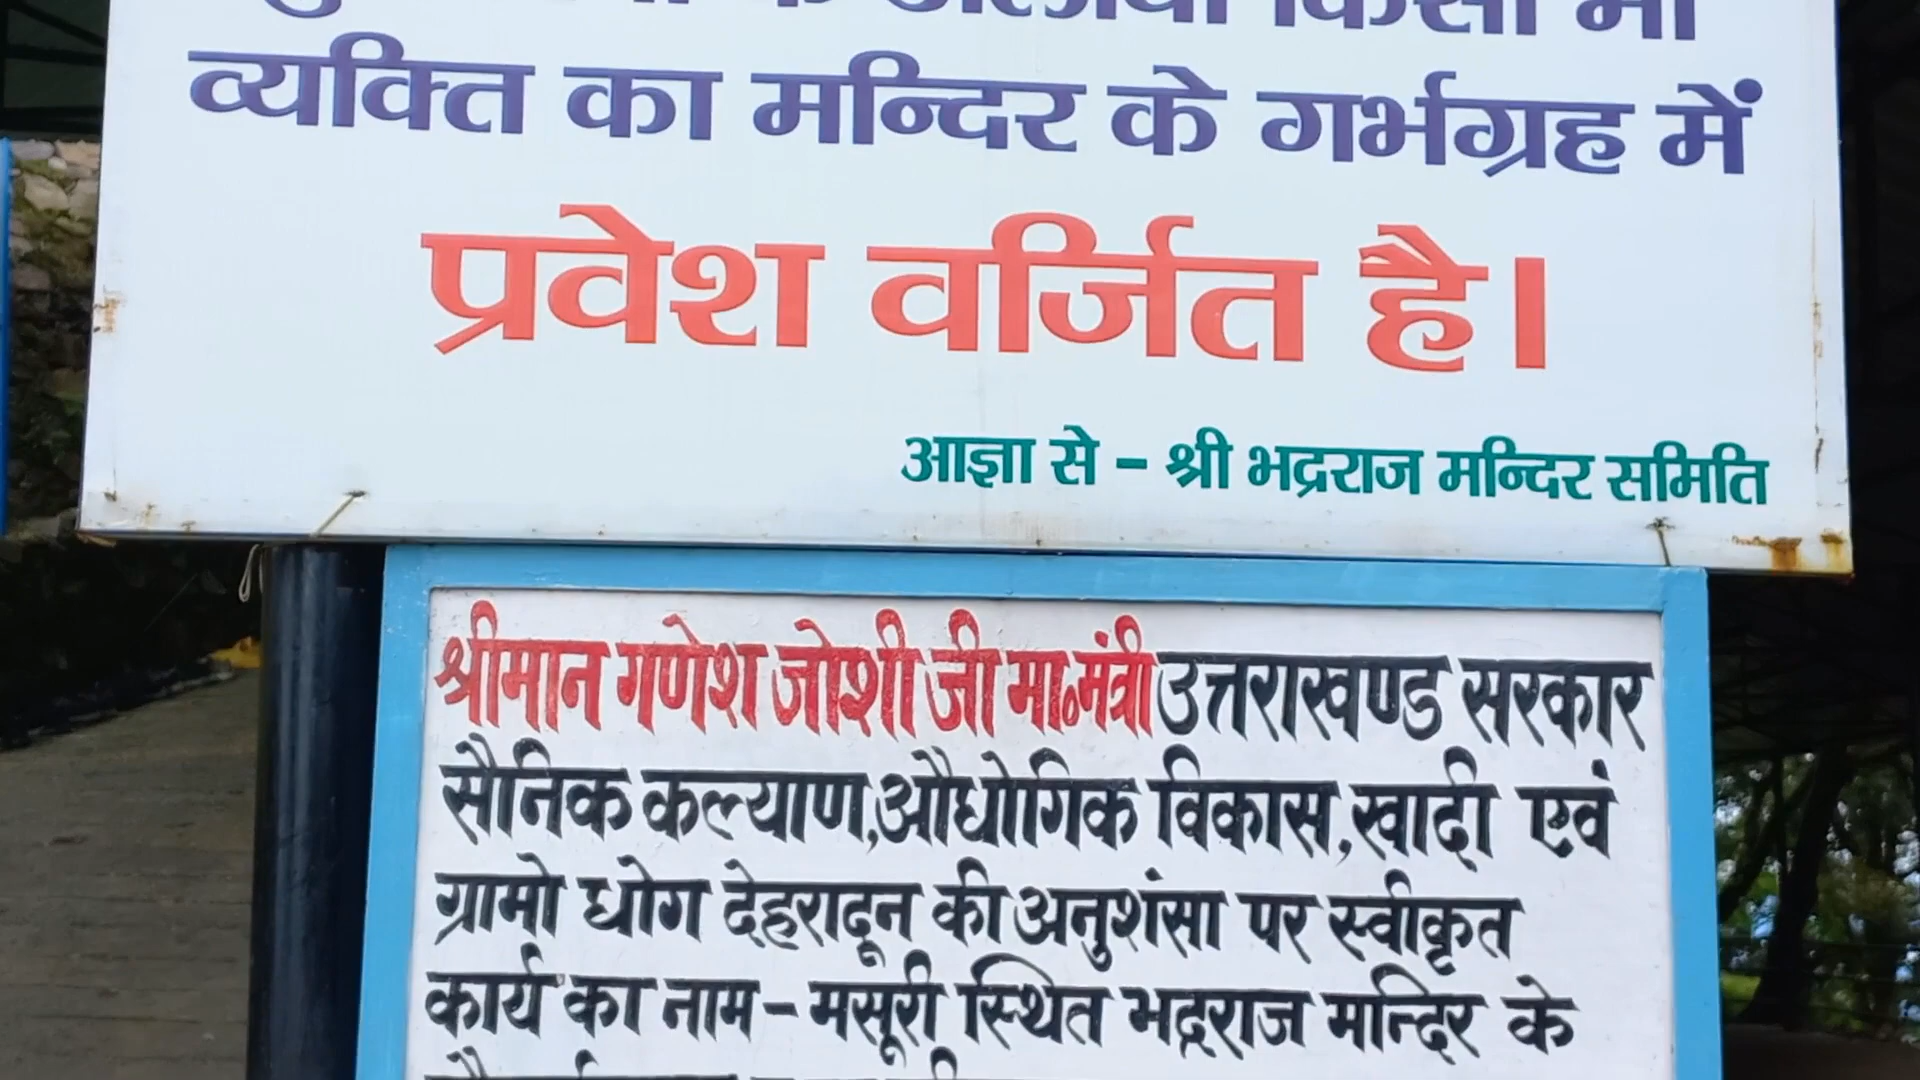 के अलावा किसी भी
व्यक्ति का मन्दिर के गर्भग्रह में
प्रवेश वर्जित है।
आज्ञा से - श्री भद्रराज मन्दिर समिति
श्रीमान गणेश जोशी जी मा॰मंत्री उत्तराखण्ड सरकार
सैनिक कल्याण,औधोगिक विकास,खादी एवं
ग्रामो धोग देहरादून की अनुशंसा पर स्वीकृत
कार्य का नाम - मसूरी स्थित भद्रराज मन्दिर के